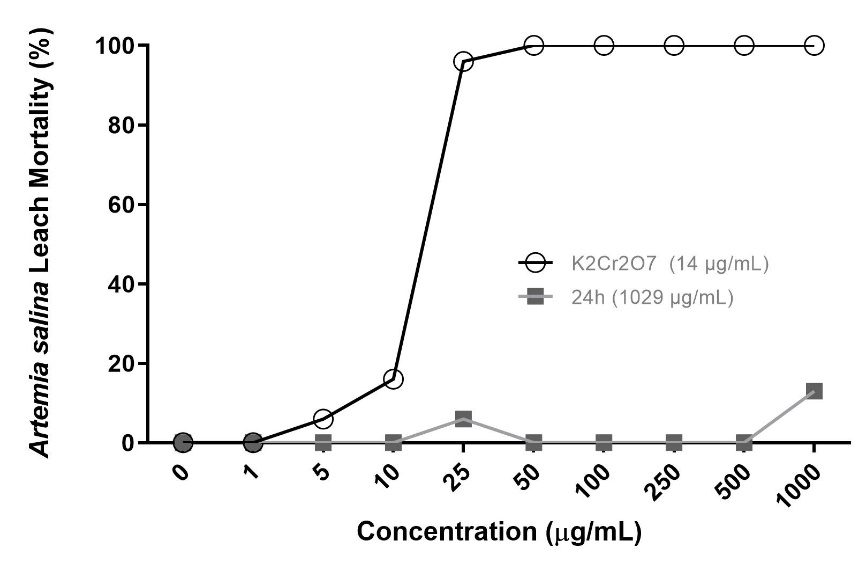 Artemia salina Leach Mortality (%)
100
80
60
40
20
0
K2Cr2O7 (14 µg/mL)
24h (1029 µg/mL)
0 1 5 10 25 50 100 250 500 1000
Concentration (µg/mL)